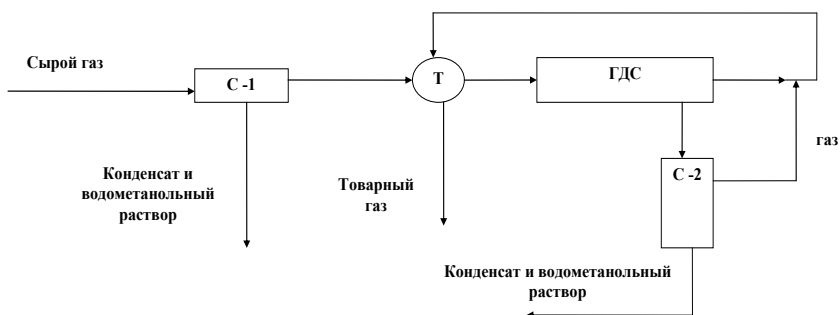 Сырой газ
С -1
Т
ГДС
газ
С -2
Конденсат и
водометанольный
раствор
Товарный
газ
Конденсат и водометанольный
раствор